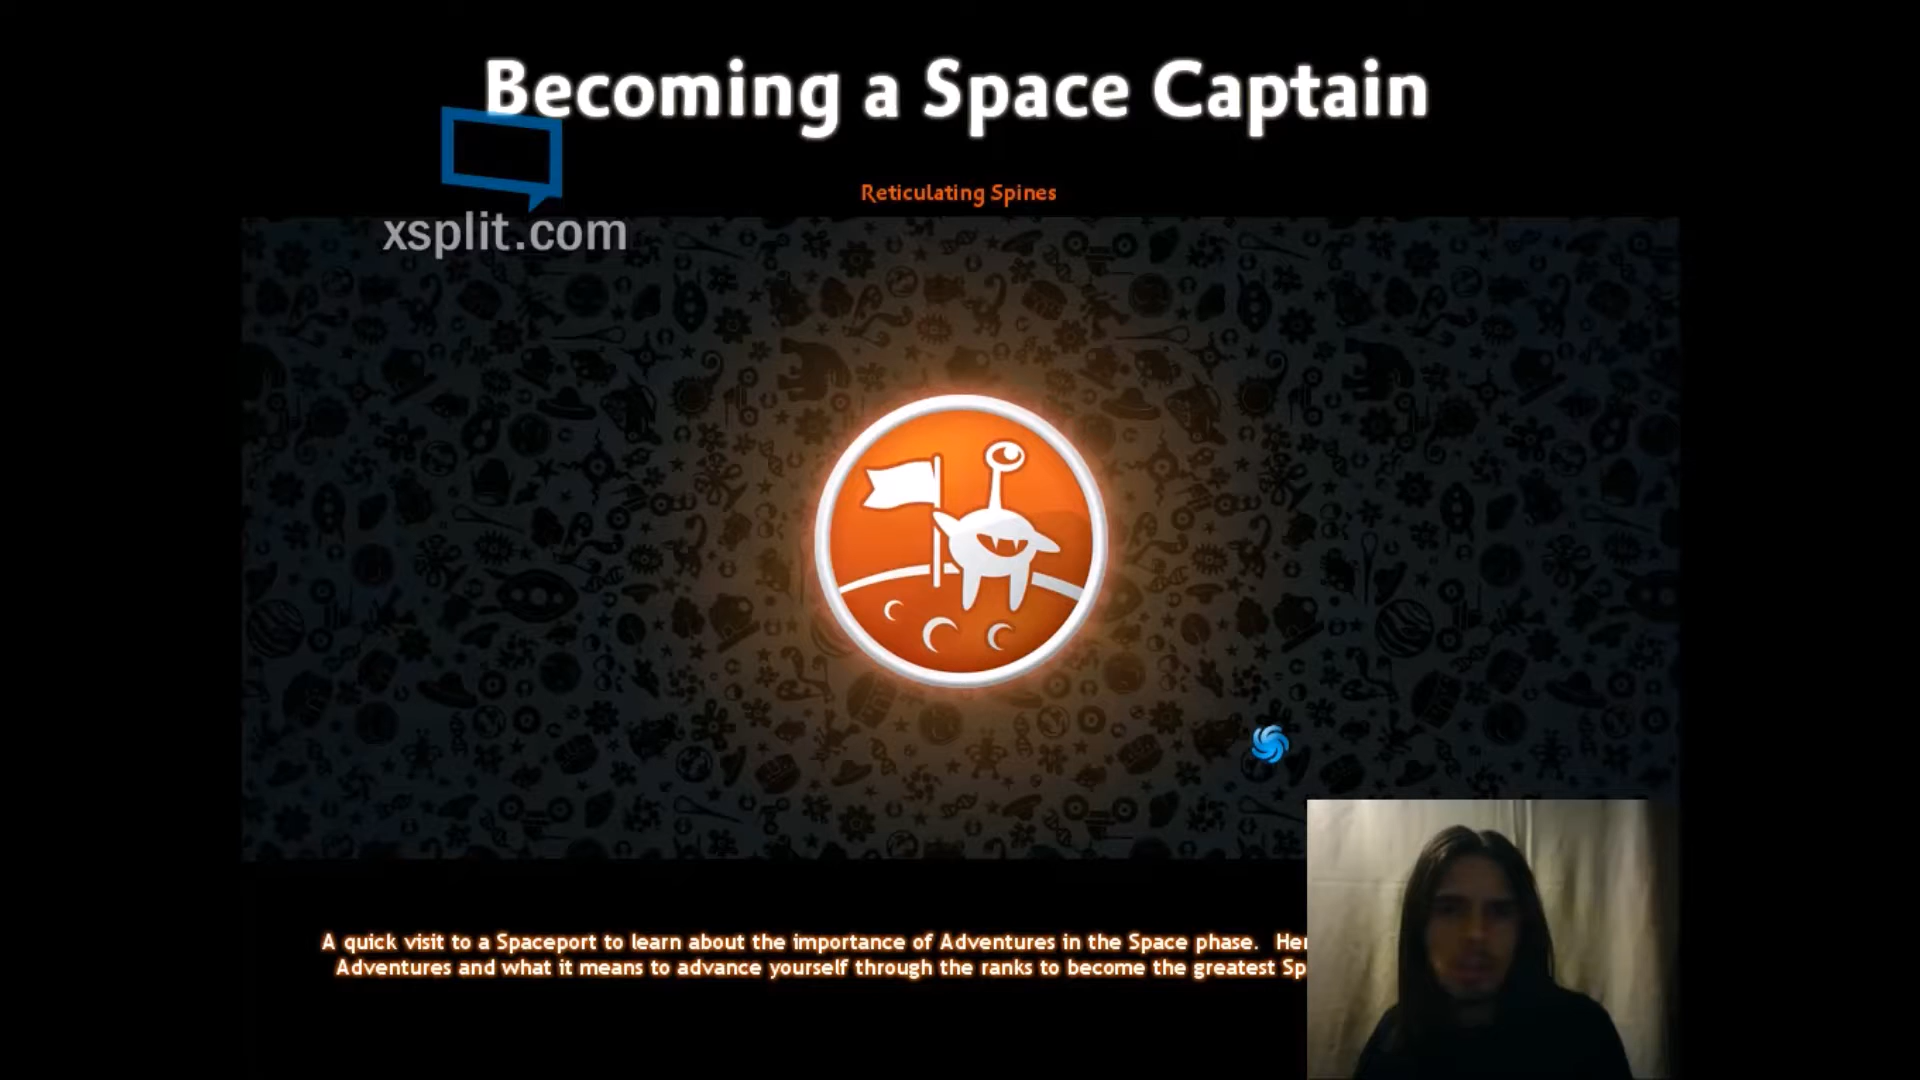 Becoming a Space Captain
xsplit.com
Reticulating Spines
A quick visit to a Spaceport to learn about the importance of Adventures in the Space phase.
Adventures and what it means to advance yourself through the ranks to become the greatest